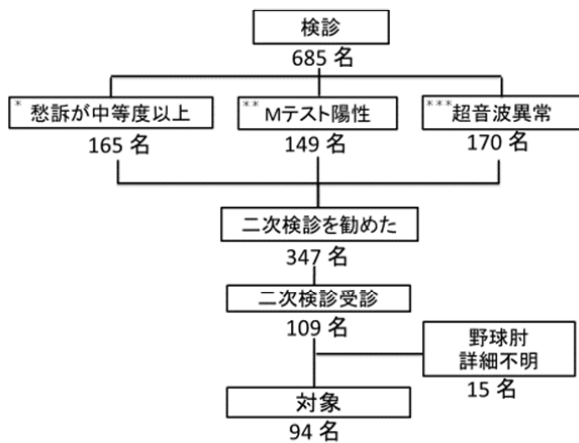 検診
685 名
* 愁訴が中等度以上
165 名
** Mテスト陽性
149 名
*** 超音波異常
170 名
二次検診を勧めた
347 名
二次検診受診
109 名
野球肘
詳細不明
15 名
対象
94 名